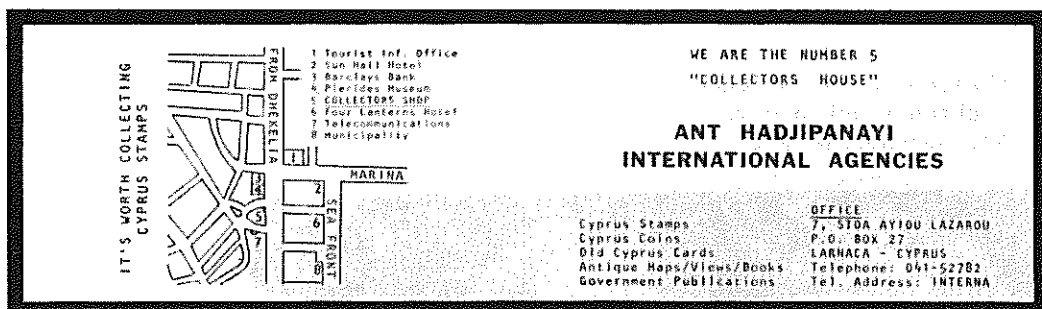 IT'S WORTH COLLECTING
CYPRUS STAMPS
FROM DHEKELIA
1 Tourist Inf. Office
2 Sun Hall Hotel
3 Barclays Bank
4 Pierides Museum
5 COLLECTORS SHOP
6 Four Lanterns Hotel
7 Telecommunications
8 Municipality
1
MARINA
3
4
2
5
6
SEA FRONT
7
8
WE ARE THE NUMBER 5
"COLLECTORS HOUSE"
ANT HADJIPANAYI
INTERNATIONAL AGENCIES
Cyprus Stamps
Cyprus Coins
Old Cyprus Cards
Antique Maps/Views/Books
Government Publications
OFFICE
7, STOA AYIOU LAZAROU
P.O. BOX 27
LARNACA - CYPRUS
Telephone: 041-52782
Tel. Address: INTERNA